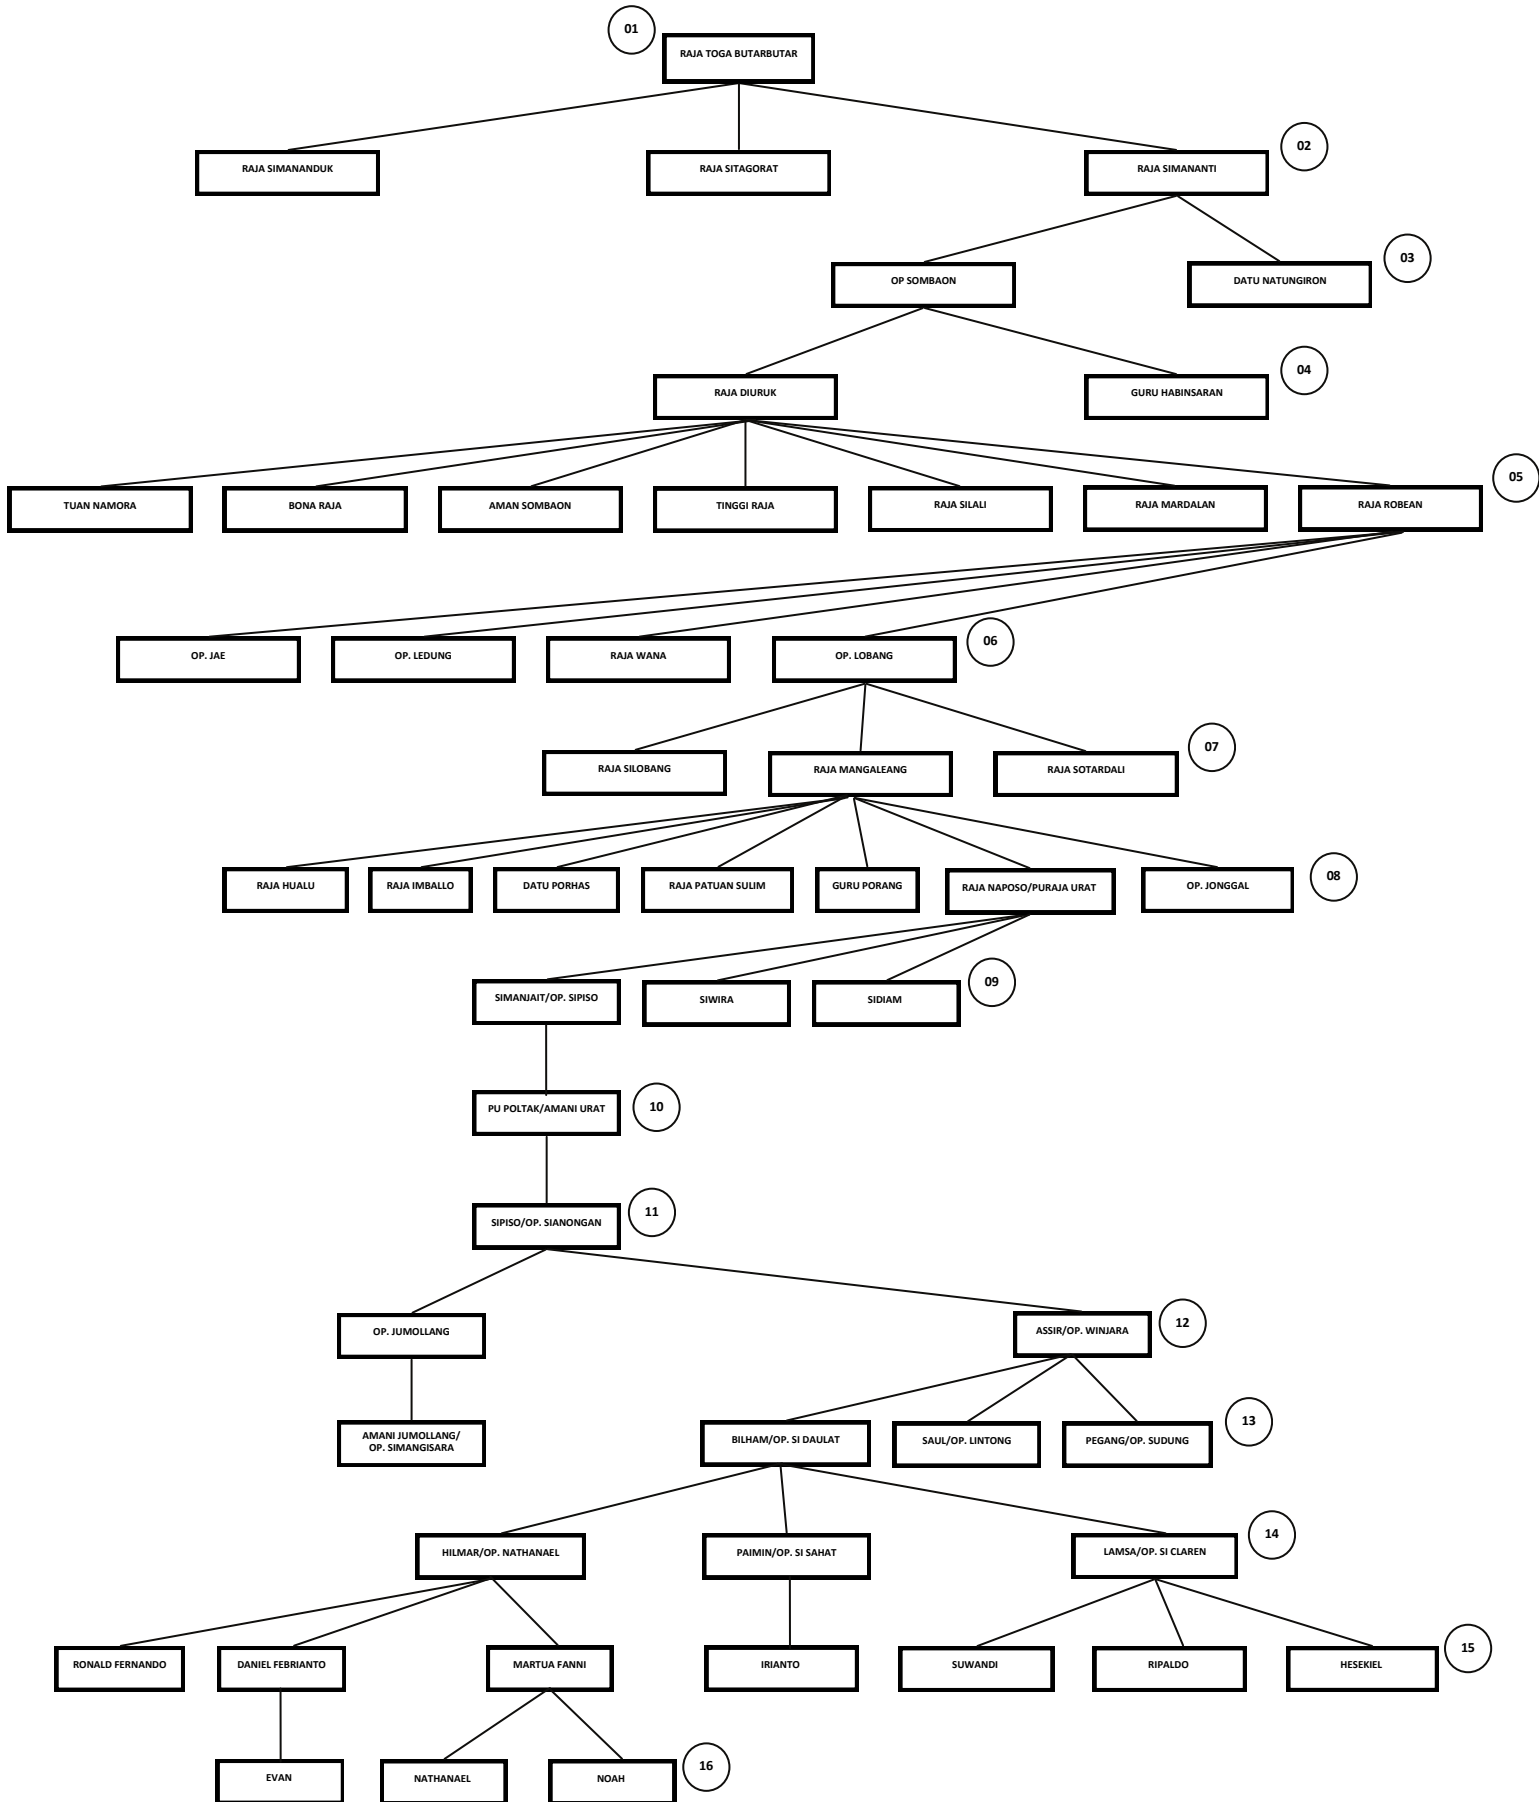 01
RAJA TOGA BUTARBUTAR
02
RAJA SIMANANDUK
RAJA SITAGORAT
RAJA SIMANANTI
03
OP SOMBAON
DATU NATUNGIRON
04
RAJA DIURUK
GURU HABINSARAN
05
TUAN NAMORA
BONA RAJA
AMAN SOMBAON
TINGGI RAJA
RAJA SILALI
RAJA MARDALAN
RAJA ROBEAN
06
OP. JAE
OP. LEDUNG
RAJA WANA
OP. LOBANG
07
RAJA SILOBANG
RAJA MANGALEANG
RAJA SOTARDALI
08
RAJA HUALU
RAJA IMBALLO
DATU PORHAS
RAJA PATUAN SULIM
GURU PORANG
RAJA NAPOSO/PURAJA URAT
OP. JONGGAL
09
SIMANJAIT/OP. SIPISO
SIWIRA
SIDIAM
PU POLTAK/AMANI URAT
10
SIPISO/OP. SIANONGAN
11
OP. JUMOLLANG
ASSIR/OP. WINJARA
12
AMANI JUMOLLANG/
OP. SIMANGISARA
BILHAM/OP. SI DAULAT
SAUL/OP. LINTONG
PEGANG/OP. SUDUNG
13
HILMAR/OP. NATHANAEL
PAIMIN/OP. SI SAHAT
LAMSA/OP. SI CLAREN
14
RONALD FERNANDO
DANIEL FEBRIANTO
MARTUA FANNI
IRIANTO
SUWANDI
RIPALDO
HESEKIEL
15
EVAN
NATHANAEL
NOAH
16